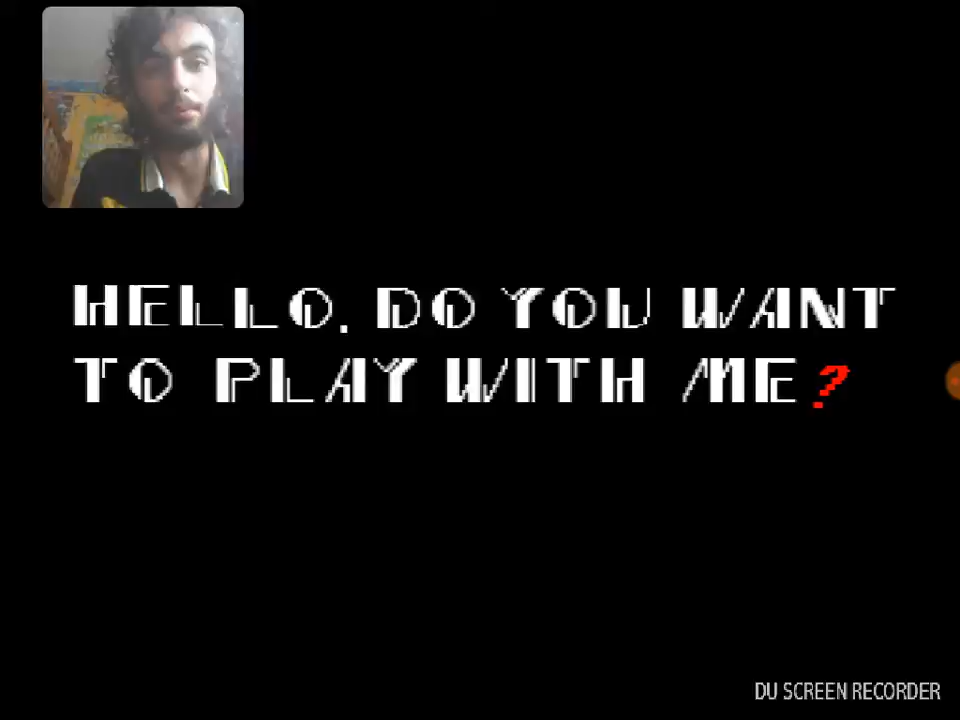 HELLO. DO YOU WANT
TO PLAY WITH ME?
DU SCREEN RECORDER